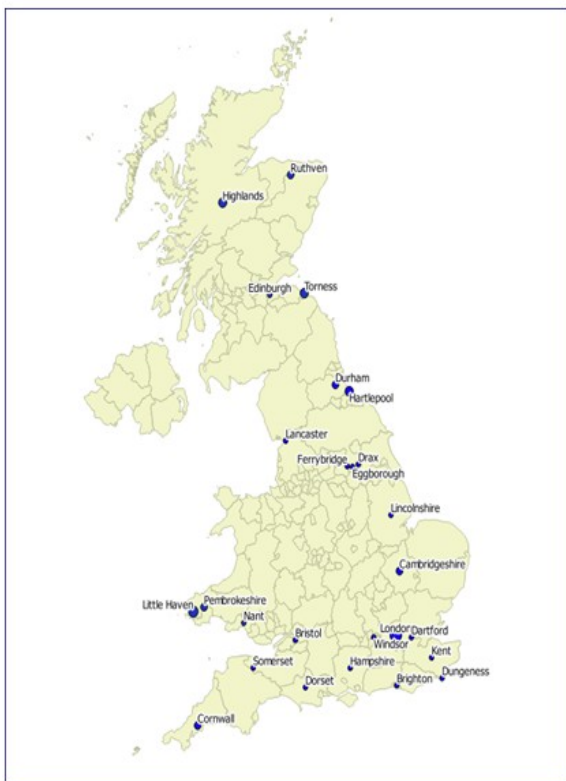 Ruthven
Highlands
Edinburgh
Torness
Durham
Hartlepool
Lancaster
Ferrybridge
Drax
Eggborough
Lincolnshire
Cambridgeshire
Little Haven
Pembrokeshire
Nant
Bristol
London
Dartford
Windsor
Kent
Somerset
Hampshire
Dungeness
Dorset
Brighton
Cornwall